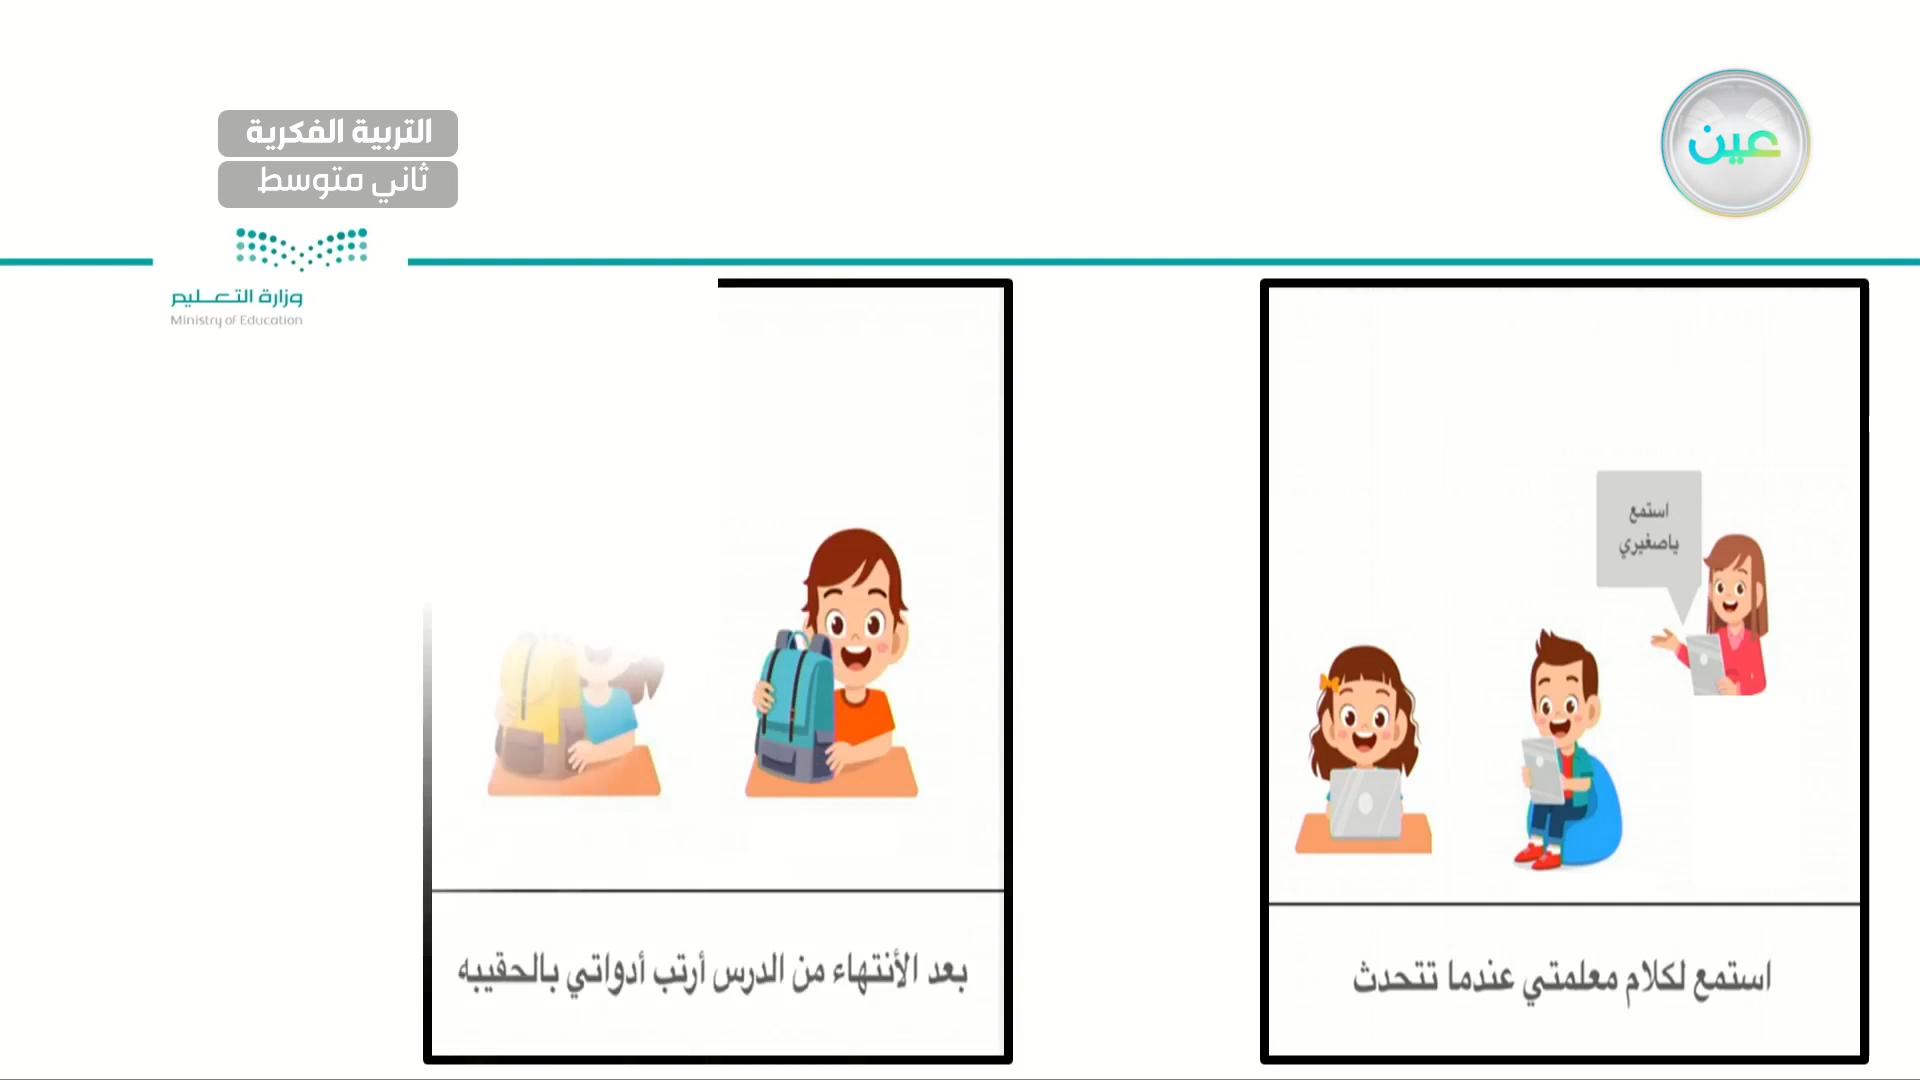 عين
التربية الفكرية
ثاني متوسط
وزارة التعليم
Ministry of Education
استمع
ياصغيري
استمع لكلام معلمتي عندما تتحدث
بعد الأنتهاء من الدرس أرتب أدواتي بالحقيبه